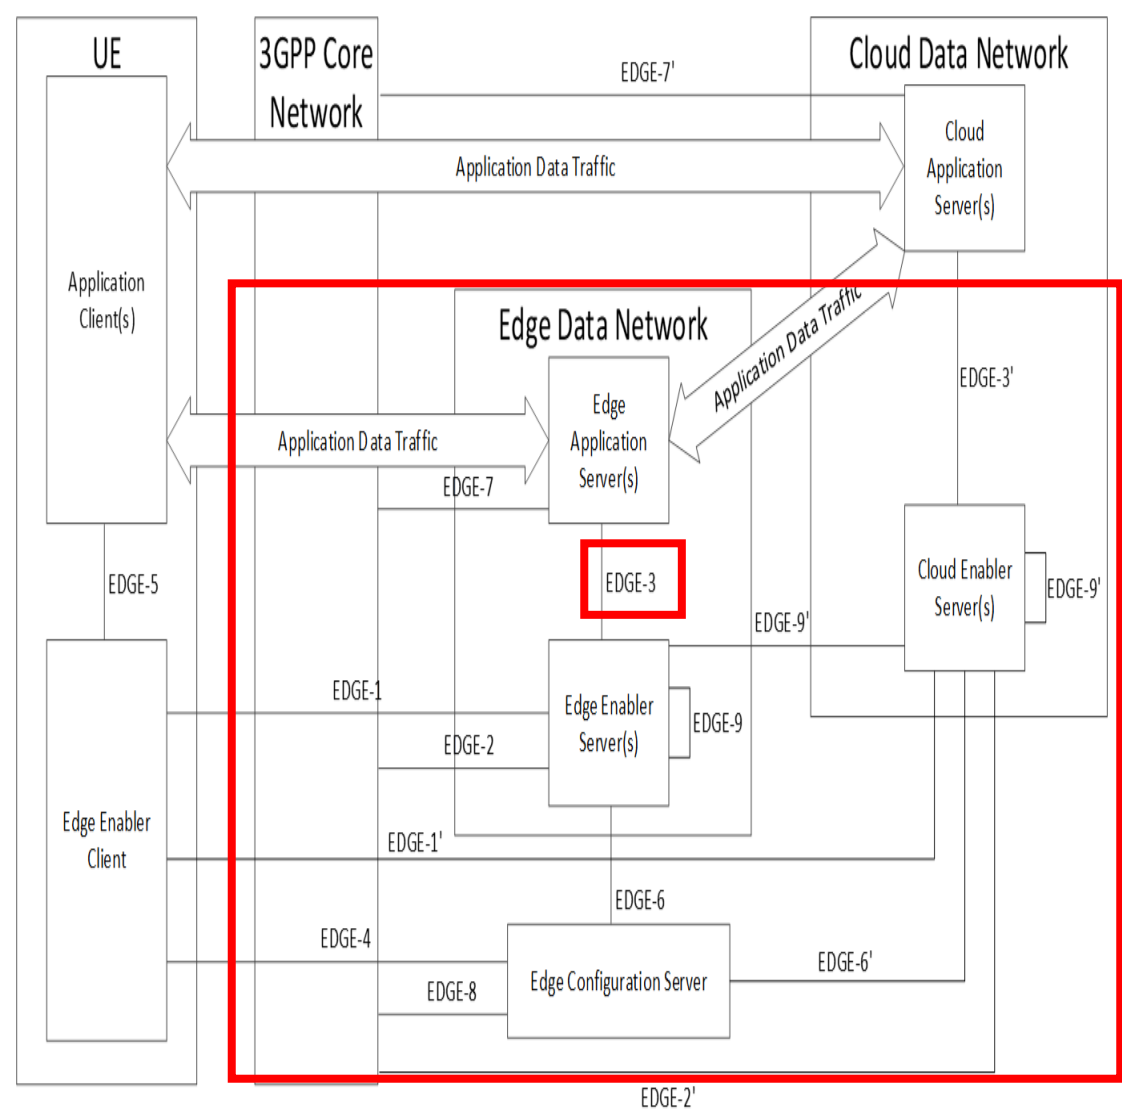 UE
3GPP Core
Network
Cloud Data Network
EDGE-7'
Cloud
Application
Server(s)
Application Data Traffic
Application
Client(s)
Application Data Traffic
Edge Data Network
EDGE-3'
Edge
Application
Server(s)
Application Data Traffic
EDGE-7
EDGE-5
EDGE-3
Cloud Enabler
Server(s)
EDGE-9'
EDGE-9'
EDGE-1
Edge Enabler
Server(s)
EDGE-9
EDGE-2
Edge Enabler
Client
EDGE-1'
EDGE-6
EDGE-4
EDGE-6'
Edge Configuration Server
EDGE-8
EDGE-2'